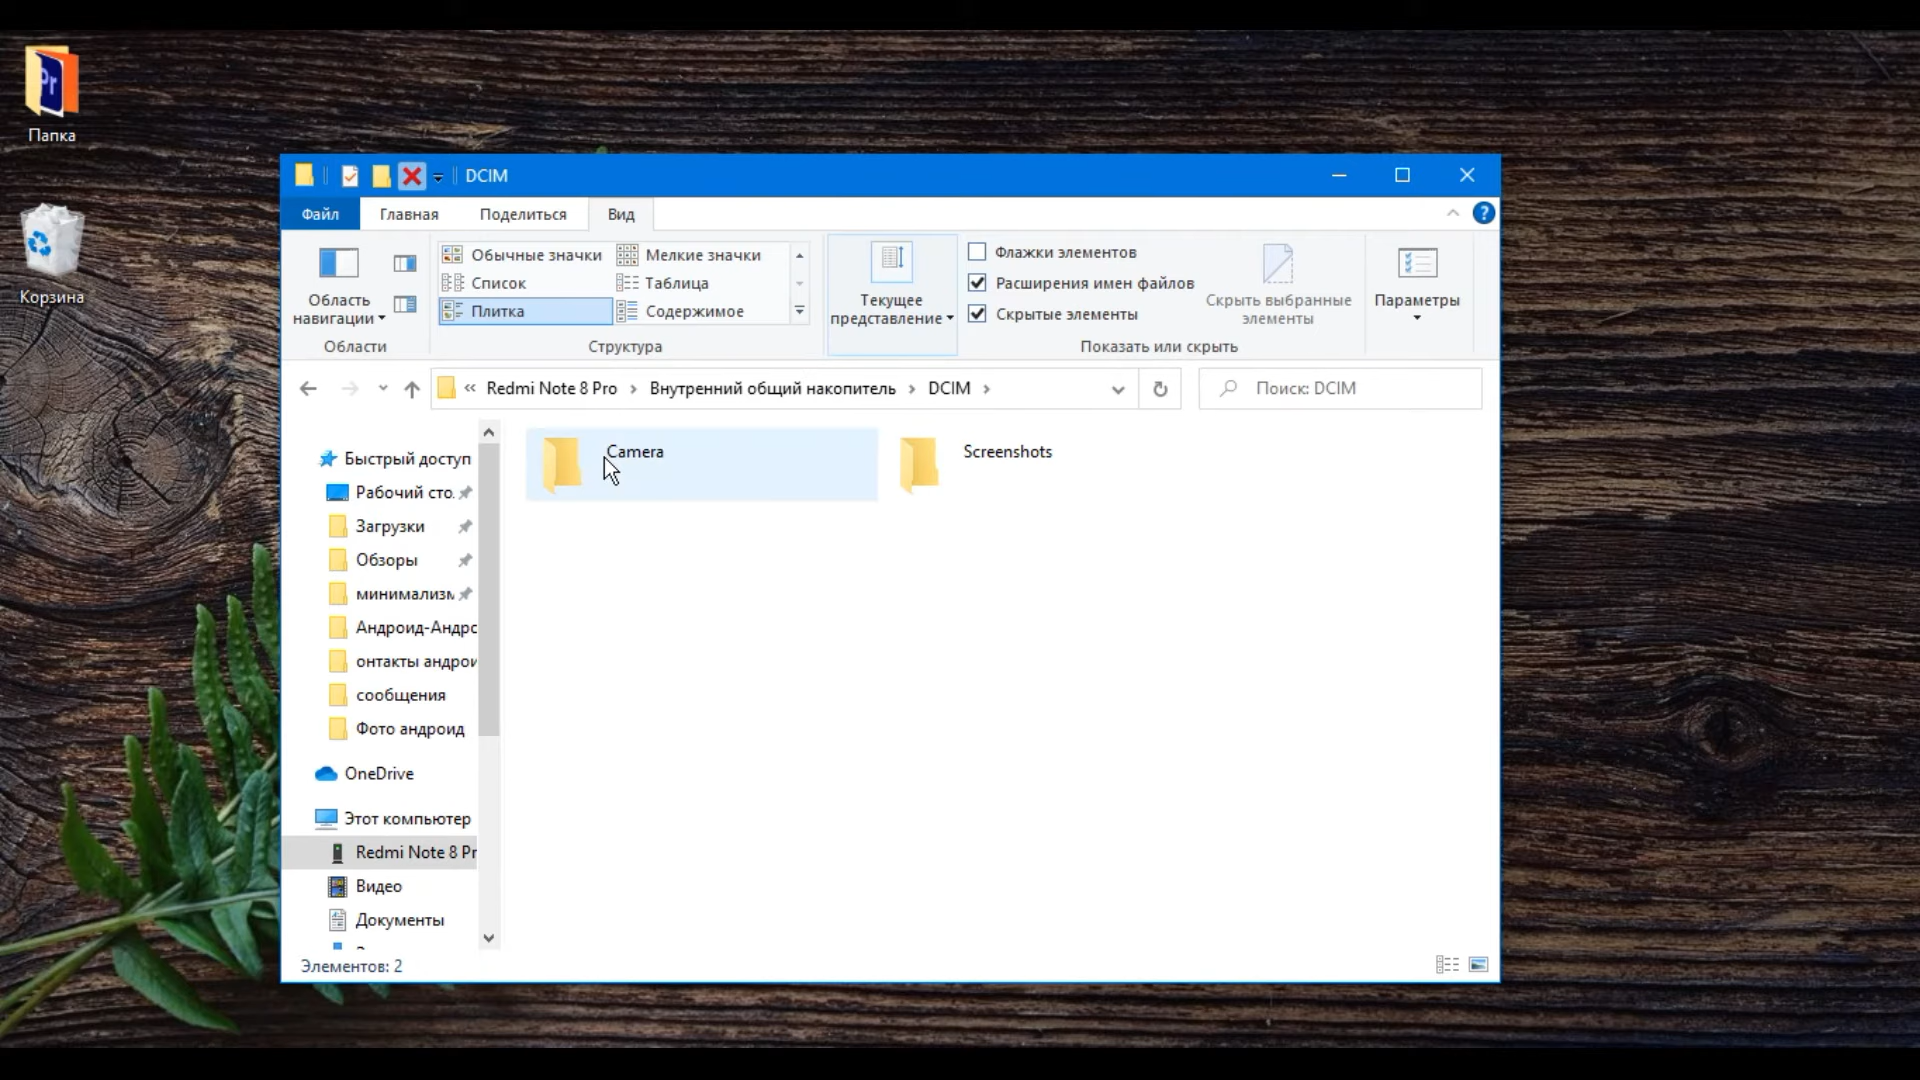 Pr
Папка
Корзина
DCIM
Файл
Главная
Поделиться
Вид
?
Область навигации
Области
Обычные значки
Мелкие значки
Список
Таблица
Плитка
Содержимое
Структура
Текущее представление
Флажки элементов
Расширения имен файлов
Скрытые элементы
Скрыть выбранные элементы
Показать или скрыть
Параметры
« Redmi Note 8 Pro › Внутренний общий накопитель › DCIM ›
Поиск: DCIM
Быстрый доступ
Рабочий сто.
Загрузки
Обзоры
минимализм
Андроид-Андро
онтакты андрои
сообщения
Фото андроид
OneDrive
Этот компьютер
Redmi Note 8 Pr
Видео
Документы
Camera
Screenshots
Элементов: 2